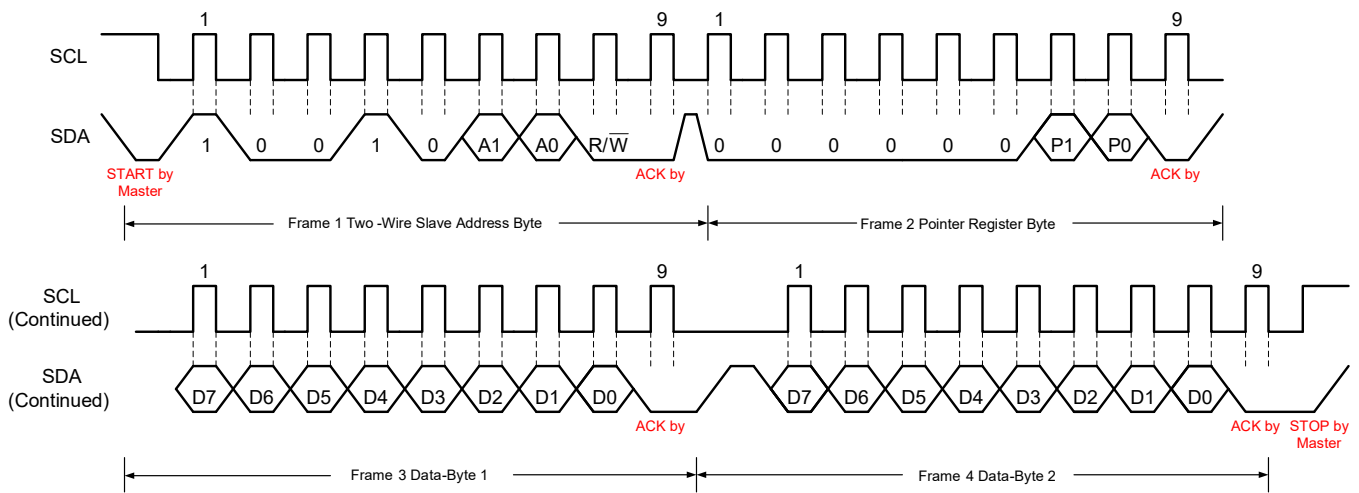 1 9 1 9
SCL
SDA
1 0 0 1 0 A1 A0 R/W̅ 0 0 0 0 0 0 P1 P0
START by
Master
ACK by
ACK by
Frame 1 Two -Wire Slave Address Byte
Frame 2 Pointer Register Byte
1 9 1 9
SCL
(Continued)
SDA
(Continued)
D7 D6 D5 D4 D3 D2 D1 D0 D7 D6 D5 D4 D3 D2 D1 D0
ACK by
ACK by
STOP by
Master
Frame 3 Data-Byte 1
Frame 4 Data-Byte 2